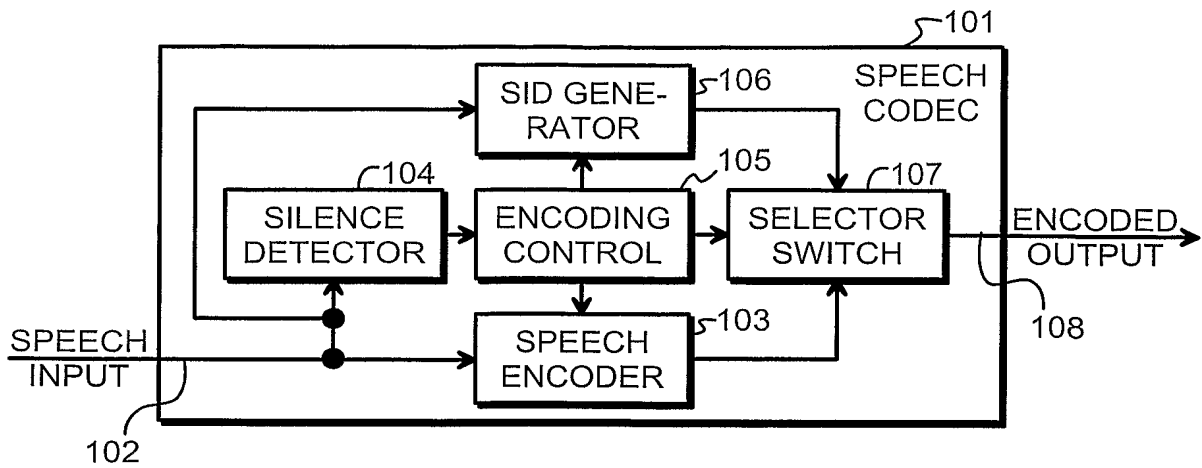 101
SPEECH
CODEC
SID GENE-
RATOR
106
104
SILENCE
DETECTOR
105
ENCODING
CONTROL
107
SELECTOR
SWITCH
ENCODED
OUTPUT
108
SPEECH
INPUT
102
103
SPEECH
ENCODER